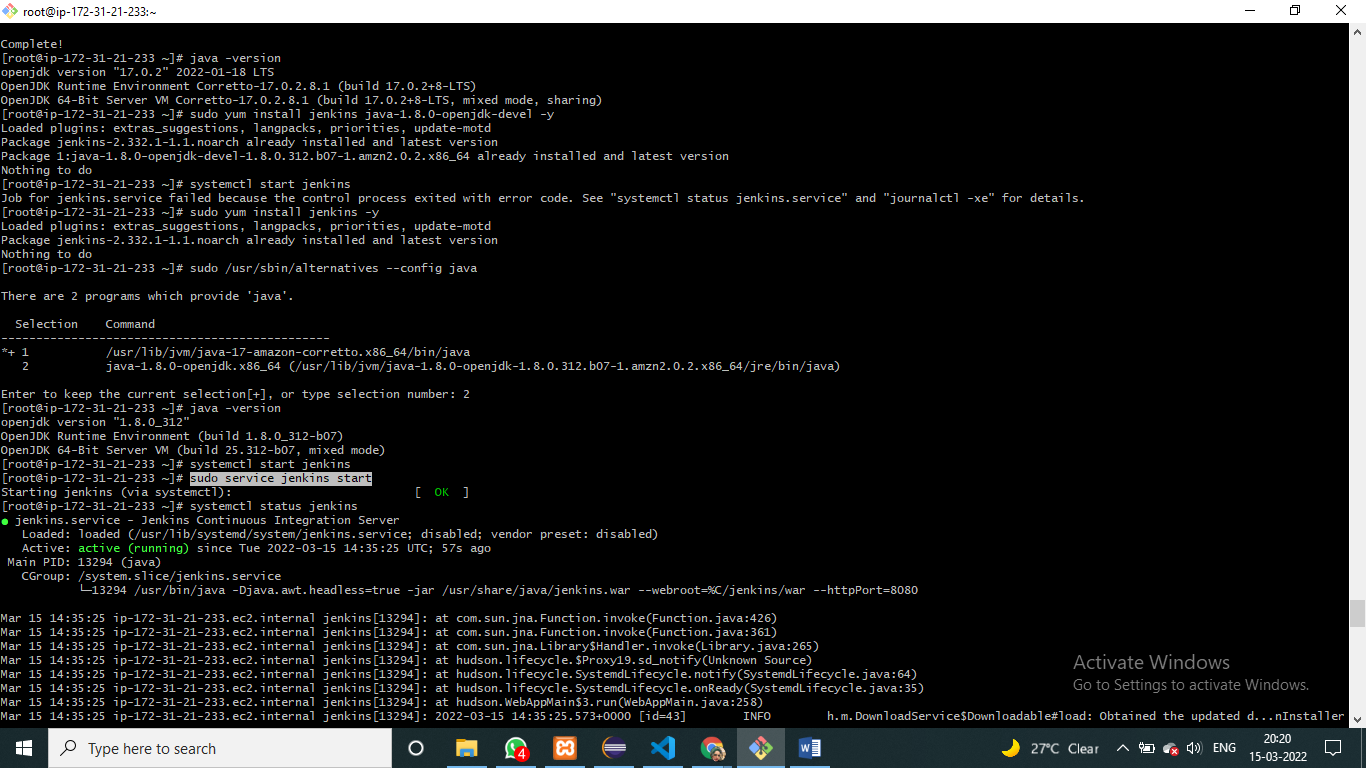 root@ip-172-31-21-233:~
Complete!
[root@ip-172-31-21-233 ~]# java -version
openjdk version "17.0.2" 2022-01-18 LTS
OpenJDK Runtime Environment Corretto-17.0.2.8.1 (build 17.0.2+8-LTS)
OpenJDK 64-Bit Server VM Corretto-17.0.2.8.1 (build 17.0.2+8-LTS, mixed mode, sharing)
[root@ip-172-31-21-233 ~]# sudo yum install jenkins java-1.8.0-openjdk-devel -y
Loaded plugins: extras_suggestions, langpacks, priorities, update-motd
Package jenkins-2.332.1-1.1.noarch already installed and latest version
Package 1:java-1.8.0-openjdk-devel-1.8.0.312.b07-1.amzn2.0.2.x86_64 already installed and latest version
Nothing to do
[root@ip-172-31-21-233 ~]# systemctl start jenkins
Job for jenkins.service failed because the control process exited with error code. See "systemctl status jenkins.service" and "journalctl -xe" for details.
[root@ip-172-31-21-233 ~]# sudo yum install jenkins -y
Loaded plugins: extras_suggestions, langpacks, priorities, update-motd
Package jenkins-2.332.1-1.1.noarch already installed and latest version
Nothing to do
[root@ip-172-31-21-233 ~]# sudo /usr/sbin/alternatives --config java
There are 2 programs which provide 'java'.
Selection    Command
-----------------------------------------------
*+ 1           /usr/lib/jvm/java-17-amazon-corretto.x86_64/bin/java
2           java-1.8.0-openjdk.x86_64 (/usr/lib/jvm/java-1.8.0-openjdk-1.8.0.312.b07-1.amzn2.0.2.x86_64/jre/bin/java)
Enter to keep the current selection[+], or type selection number: 2
[root@ip-172-31-21-233 ~]# java -version
openjdk version "1.8.0_312"
OpenJDK Runtime Environment (build 1.8.0_312-b07)
OpenJDK 64-Bit Server VM (build 25.312-b07, mixed mode)
[root@ip-172-31-21-233 ~]# systemctl start jenkins
[root@ip-172-31-21-233 ~]# sudo service jenkins start
Starting jenkins (via systemctl):                          [  OK  ]
[root@ip-172-31-21-233 ~]# systemctl status jenkins
● jenkins.service - Jenkins Continuous Integration Server
Loaded: loaded (/usr/lib/systemd/system/jenkins.service; disabled; vendor preset: disabled)
Active: active (running) since Tue 2022-03-15 14:35:25 UTC; 57s ago
Main PID: 13294 (java)
CGroup: /system.slice/jenkins.service
└─13294 /usr/bin/java -Djava.awt.headless=true -jar /usr/share/java/jenkins.war --webroot=%C/jenkins/war --httpPort=8080
Mar 15 14:35:25 ip-172-31-21-233.ec2.internal jenkins[13294]: at com.sun.jna.Function.invoke(Function.java:426)
Mar 15 14:35:25 ip-172-31-21-233.ec2.internal jenkins[13294]: at com.sun.jna.Function.invoke(Function.java:361)
Mar 15 14:35:25 ip-172-31-21-233.ec2.internal jenkins[13294]: at com.sun.jna.Library$Handler.invoke(Library.java:265)
Mar 15 14:35:25 ip-172-31-21-233.ec2.internal jenkins[13294]: at hudson.lifecycle.$Proxy19.sd_notify(Unknown Source)
Mar 15 14:35:25 ip-172-31-21-233.ec2.internal jenkins[13294]: at hudson.lifecycle.SystemdLifecycle.notify(SystemdLifecycle.java:64)
Mar 15 14:35:25 ip-172-31-21-233.ec2.internal jenkins[13294]: at hudson.lifecycle.SystemdLifecycle.onReady(SystemdLifecycle.java:35)
Mar 15 14:35:25 ip-172-31-21-233.ec2.internal jenkins[13294]: at hudson.WebAppMain$3.run(WebAppMain.java:258)
Mar 15 14:35:25 ip-172-31-21-233.ec2.internal jenkins[13294]: 2022-03-15 14:35:25.573+0000 [id=43]        INFO        h.m.DownloadService$Downloadable#load: Obtained the updated d...nInstaller
Activate Windows
Go to Settings to activate Windows.
Type here to search
4
27°C Clear
ENG
20:20
15-03-2022